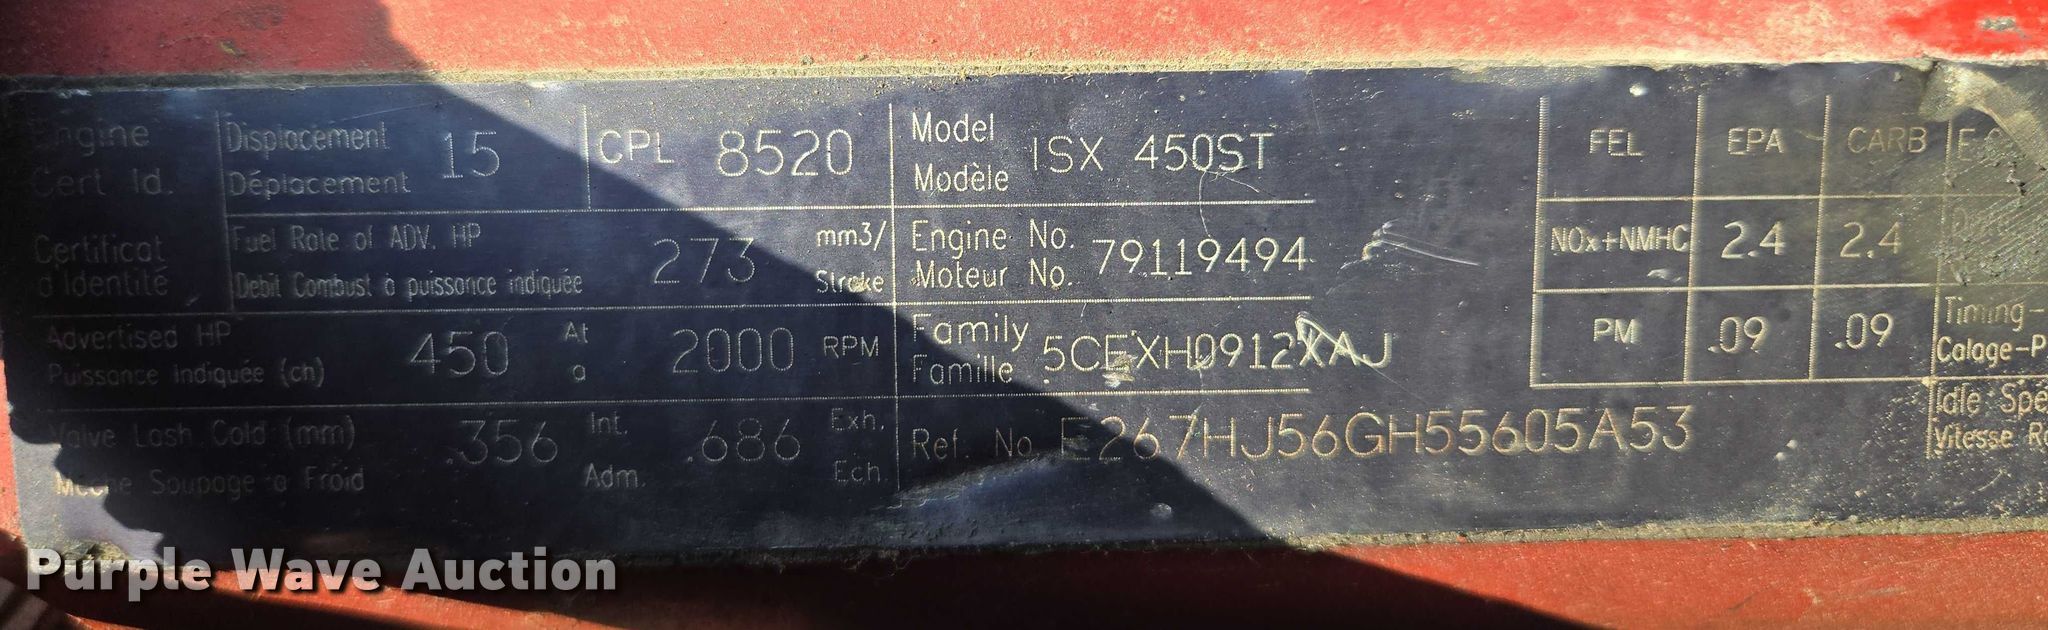 Engine
Cert Id.
Certificat
d'Identité
Displacement
Déplacement
15
CPL 8520
Fuel Rate of ADV. HP
Debit Combust a puissance indiquée
273
mm3/
Stroke
Advertised HP
Puissance Indiquée (ch)
450
At
a
2000
RPM
Valve Lash Cold (mm)
Soupape a Froid
.356
Int.
Adm.
.686
Exh.
Ech.
Model
Modèle
ISX 450ST
Engine No.
Moteur No.
79119494
Family
Famille
5CEXH0912XAJ
Ref. No. E267HJ56GH55605A53
FEL EPA CARB
NOx+NMHC 2.4 2.4
PM .09 .09
Timing-
Calage-P
Idle Spe
Vitesse Ra
Purple Wave Auction